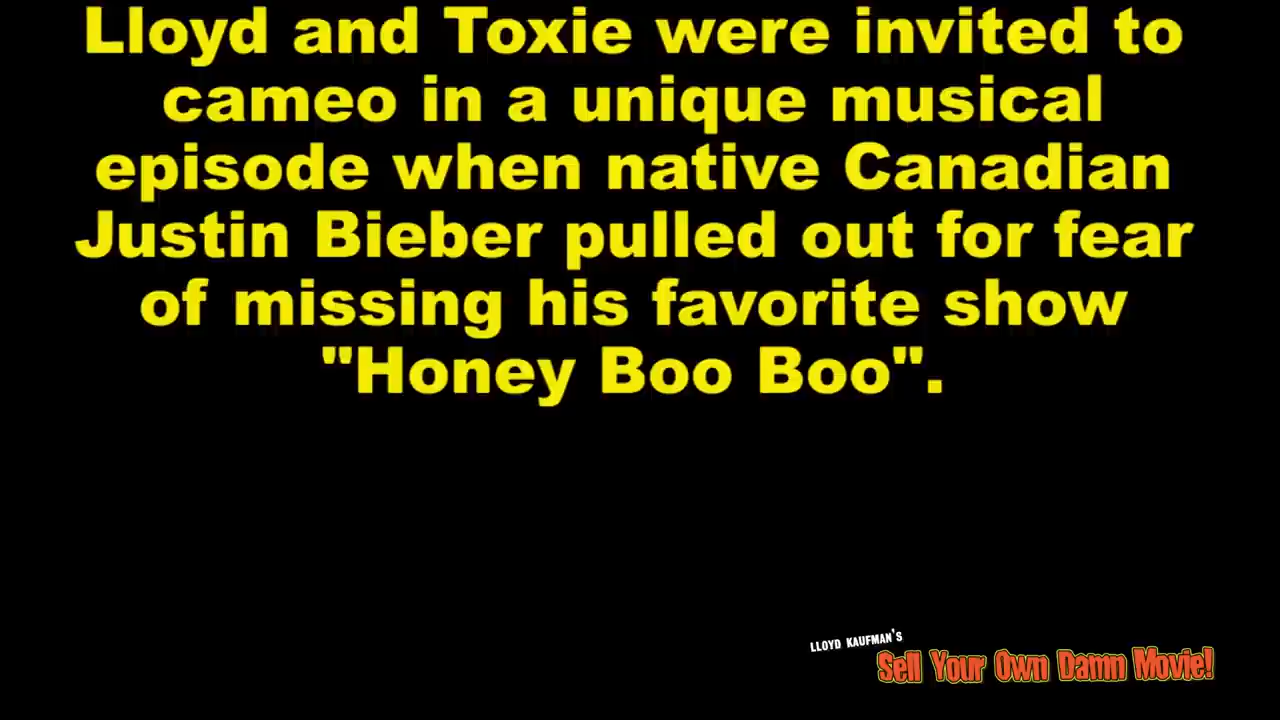 Lloyd and Toxie were invited to
cameo in a unique musical
episode when native Canadian
Justin Bieber pulled out for fear
of missing his favorite show
"Honey Boo Boo".
LLOYD KAUFMAN'S
Sell Your Own Damn Movie!